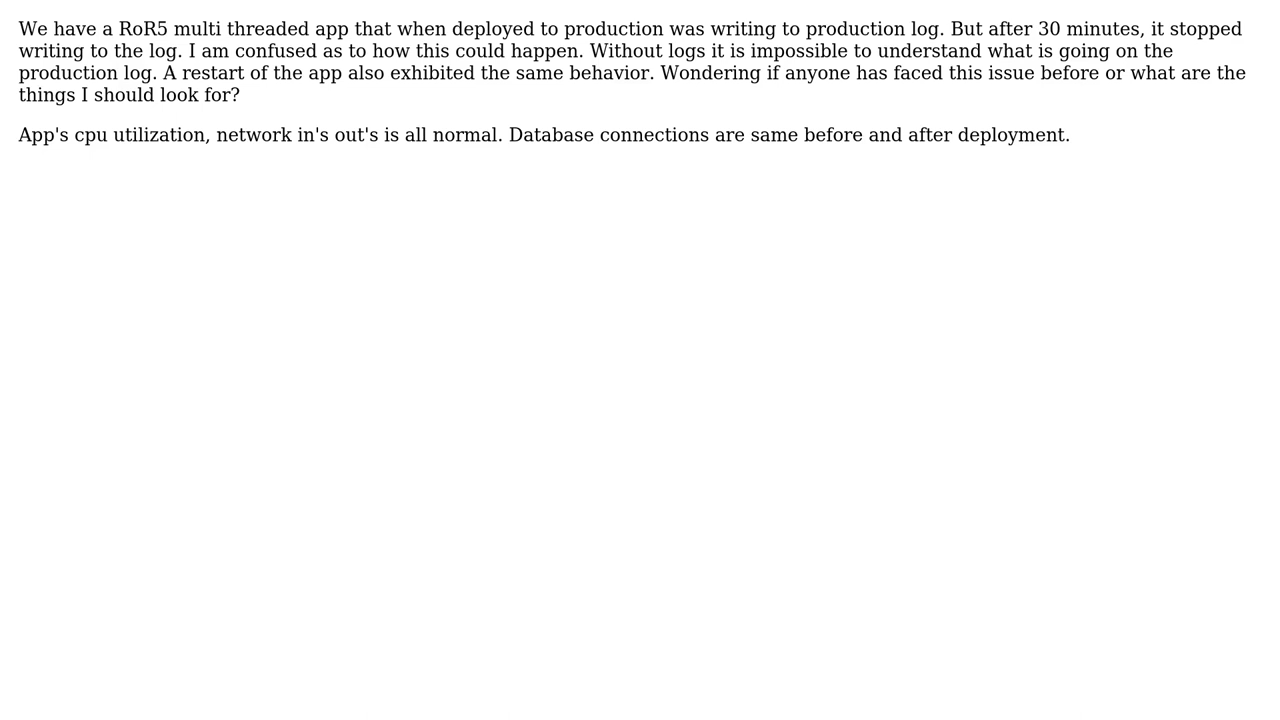 We have a RoR5 multi threaded app that when deployed to production was writing to production log. But after 30 minutes, it stopped
writing to the log. I am confused as to how this could happen. Without logs it is impossible to understand what is going on the
production log. A restart of the app also exhibited the same behavior. Wondering if anyone has faced this issue before or what are the
things I should look for?
App's cpu utilization, network in's out's is all normal. Database connections are same before and after deployment.